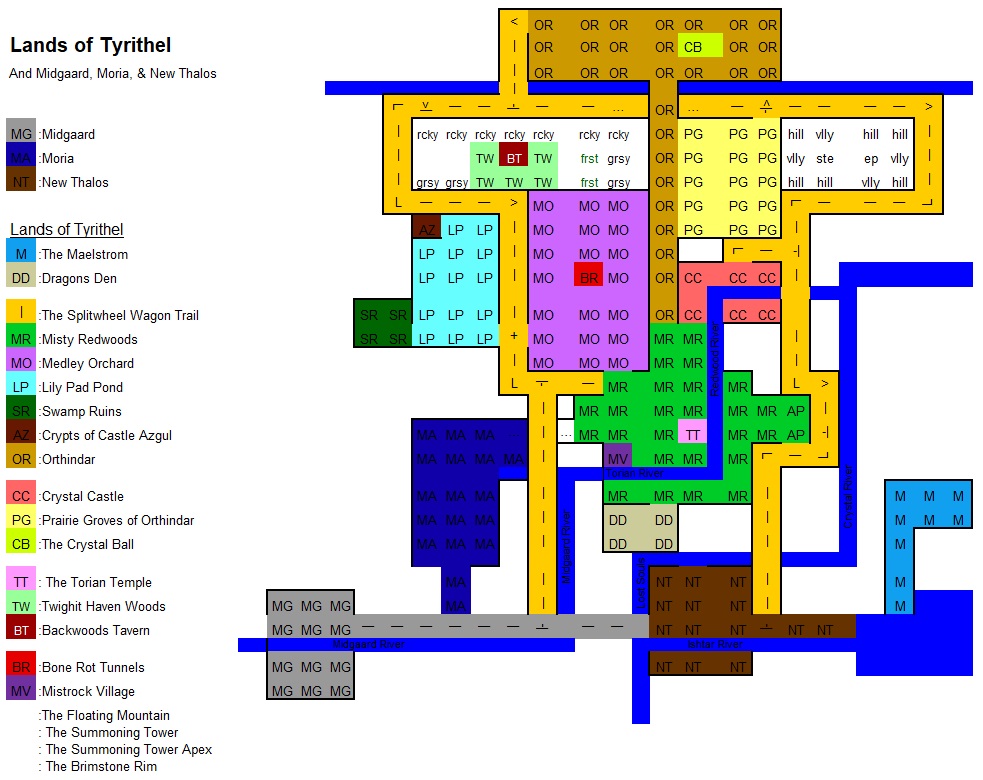 Lands of Tyrithel
And Midgaard, Moria, & New Thalos
MG :Midgaard
MA :Moria
NT :New Thalos
Lands of Tyrithel
M :The Maelstrom
DD :Dragons Den
| :The Splitwheel Wagon Trail
MR :Misty Redwoods
MO :Medley Orchard
LP :Lily Pad Pond
SR :Swamp Ruins
AZ :Crypts of Castle Azgul
OR :Orthindar
CC :Crystal Castle
PG :Prairie Groves of Orthindar
CB :The Crystal Ball
TT : The Torian Temple
TW :Twighit Haven Woods
BT :Backwoods Tavern
BR :Bone Rot Tunnels
MV :Mistrock Village
:The Floating Mountain
: The Summoning Tower
: The Summoning Tower Apex
: The Brimstone Rim
< OR OR OR OR OR OR OR
| OR OR OR OR CB OR OR
| OR OR OR OR OR OR OR
... OR ... >
| rcky rcky rcky rcky rcky rcky rcky OR PG PG PG hill vlly hill hill |
| TW BT TW frst grsy OR PG PG PG vlly ste ep vlly |
| grsy grsy TW TW TW frst grsy OR PG PG PG hill hill vlly hill |
L — — > MO MO MO OR PG PG PG
AZ LP LP | MO MO MO OR PG PG PG
LP LP LP | MO MO MO OR
LP LP LP | MO BR MO OR CC CC CC
SR SR LP LP LP | MO MO MO OR CC CC CC
SR SR LP LP LP + MO MO MO MR MR |
| MO MO MO MR MR |
L — MR MR MR MR L >
| MR MR MR MR MR MR AP |
MA MA MA | ... MR MR MR TT MR MR AP
MA MA MA MA | MV MR MR MR
Redwood River
Torian River
MA MA MA | MR MR MR MR | M M M
MA MA MA | DD DD | M M M
MA MA MA | DD DD | M
Midgaard River
Crystal River
MA | NT NT NT | M
MG MG MG MA | NT NT NT | M
MG MG MG — — — — — — — — NT NT NT NT NT
Midgaard River
Ishtar River
MG MG MG NT NT NT
MG MG MG